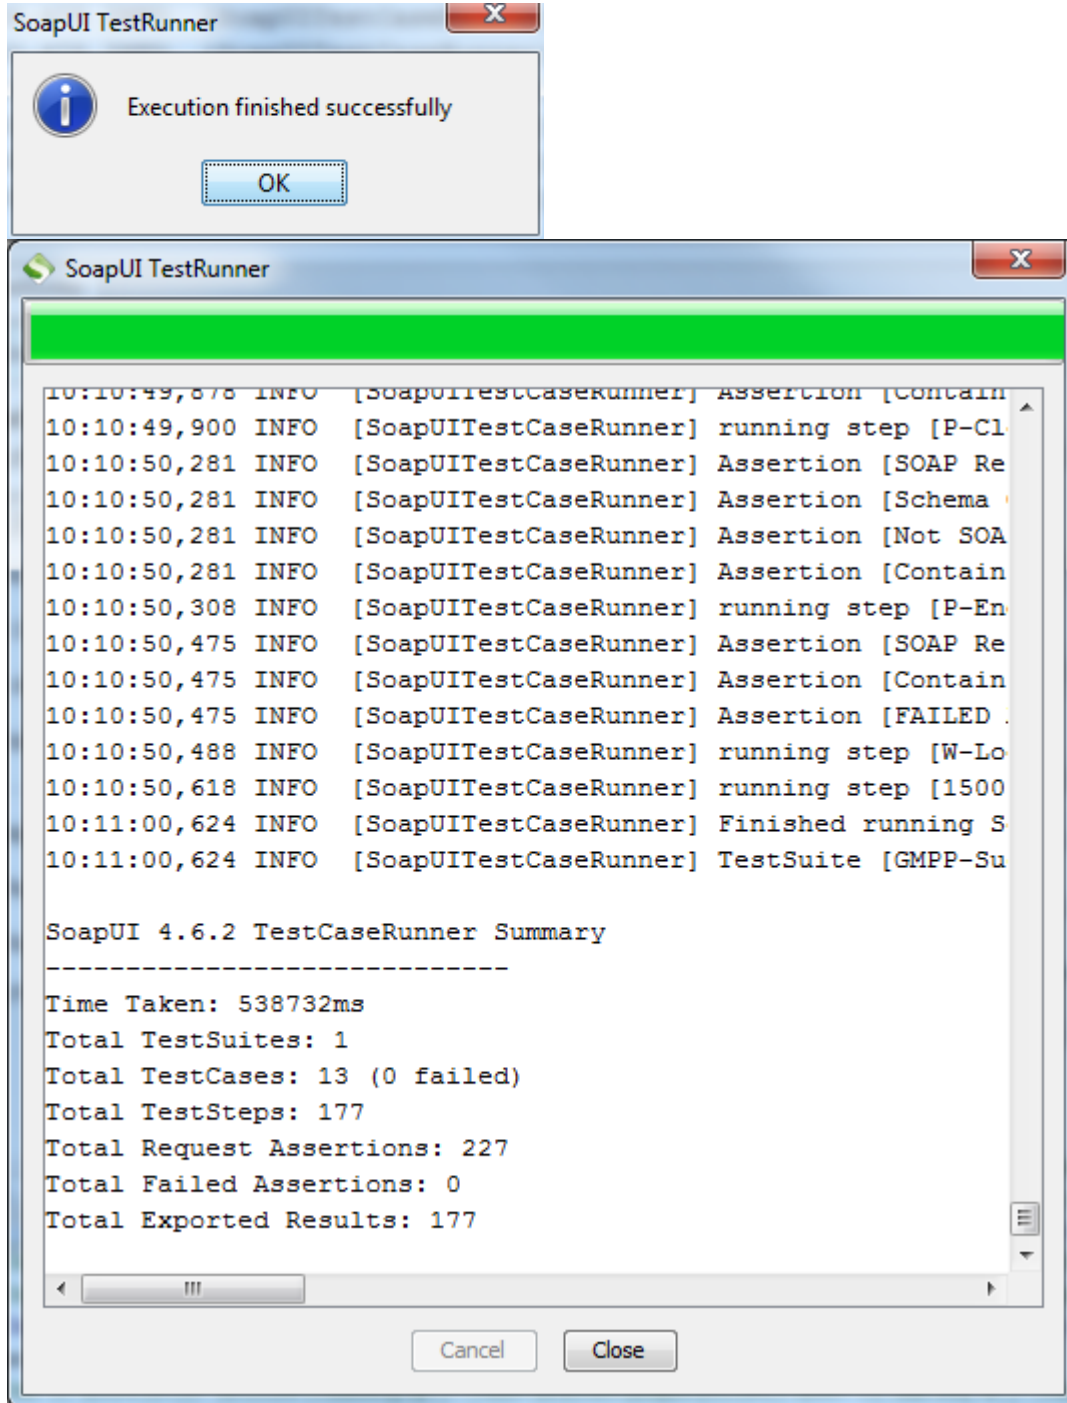 SoapUI TestRunner
Execution finished successfully
OK
SoapUI TestRunner
10:10:49,878 INFO [SoapUITestCaseRunner] Assertion [Contain
10:10:49,900 INFO [SoapUITestCaseRunner] running step [P-Cl
10:10:50,281 INFO [SoapUITestCaseRunner] Assertion [SOAP Re
10:10:50,281 INFO [SoapUITestCaseRunner] Assertion [Schema
10:10:50,281 INFO [SoapUITestCaseRunner] Assertion [Not SOA
10:10:50,281 INFO [SoapUITestCaseRunner] Assertion [Contain
10:10:50,308 INFO [SoapUITestCaseRunner] running step [P-En
10:10:50,475 INFO [SoapUITestCaseRunner] Assertion [SOAP Re
10:10:50,475 INFO [SoapUITestCaseRunner] Assertion [Contain
10:10:50,475 INFO [SoapUITestCaseRunner] Assertion [FAILED
10:10:50,488 INFO [SoapUITestCaseRunner] running step [W-Lo
10:10:50,618 INFO [SoapUITestCaseRunner] running step [1500
10:11:00,624 INFO [SoapUITestCaseRunner] Finished running S
10:11:00,624 INFO [SoapUITestCaseRunner] TestSuite [GMPP-Su
SoapUI 4.6.2 TestCaseRunner Summary
-----------------------------
Time Taken: 538732ms
Total TestSuites: 1
Total TestCases: 13 (0 failed)
Total TestSteps: 177
Total Request Assertions: 227
Total Failed Assertions: 0
Total Exported Results: 177
Cancel
Close